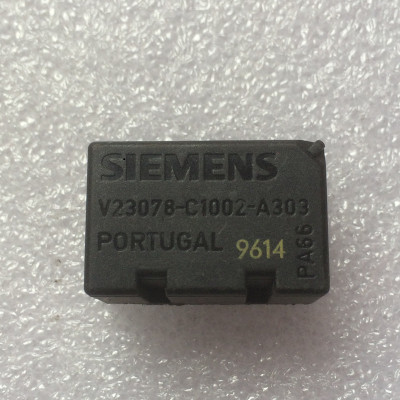 SIEMENS
V23078-C1002-A303
PORTUGAL 9614
PA66